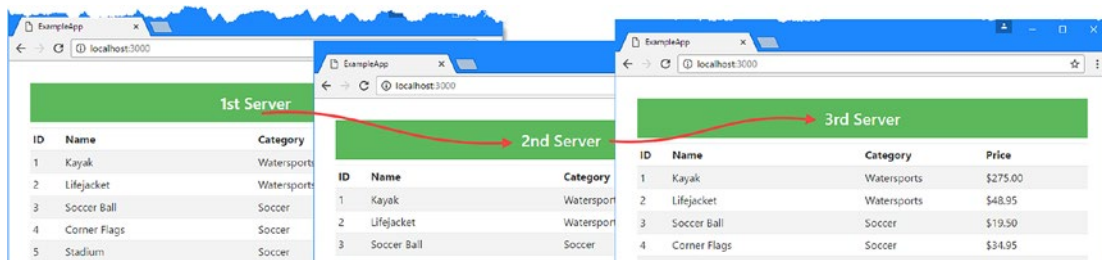 ExampleApp
localhost:3000
1st Server
ID Name Category
1 Kayak Watersports
2 Lifejacket Watersports
3 Soccer Ball Soccer
4 Corner Flags Soccer
5 Stadium Soccer
ExampleApp
localhost:3000
2nd Server
ID Name Category
1 Kayak Watersport
2 Lifejacket Watersport
3 Soccer Ball Soccer
ExampleApp
localhost:3000
3rd Server
ID Name Category Price
1 Kayak Watersports $275.00
2 Lifejacket Watersports $48.95
3 Soccer Ball Soccer $19.50
4 Corner Flags Soccer $34.95